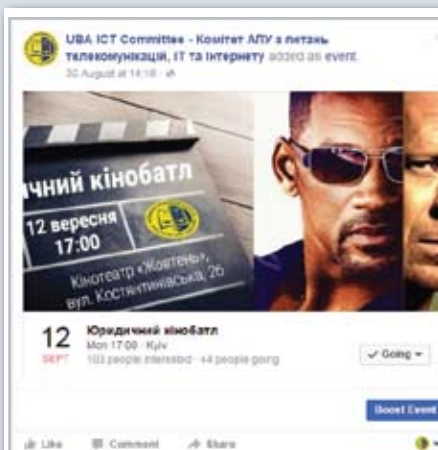 UBA ICT Committee - Комітет АПУ з питань
телекомунікацій, ІТ та Інтернету added an event.
30 August at 14:18
ичний кінобатл
12 вересня
17:00
Кінотеатр «Жовтень»,
вул. Костянтинівська, 26
12
SEPT
Юридичний кінобатл
Mon 17:00 · Kyiv
103 people interested · 44 people going
Going
Boost Event
Like Comment Share